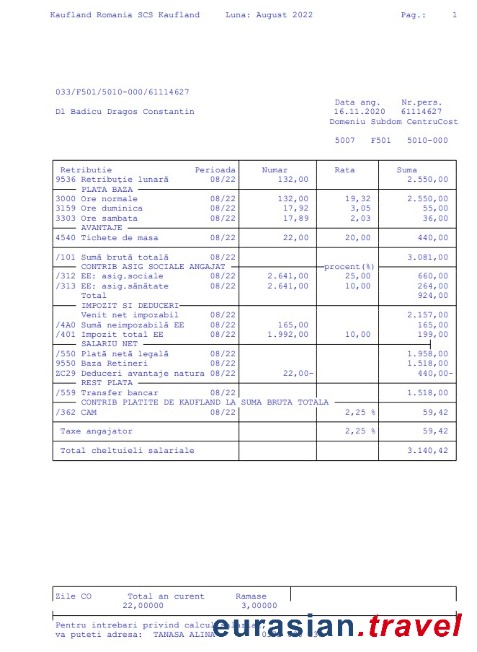 Kaufland Romania SCS Kaufland Luna: August 2022 Pag.: 1
033/F501/5010-000/61114627
Data ang. Nr.pers.
Dl Badicu Dragos Constantin 16.11.2020 61114627
Domeniu Subdom CentruCost
5007 F501 5010-000
Retributie Perioada Numar Rata Suma
9536 Retribuţie lunară 08/22 132,00 2.550,00
PLATA BAZA
3000 Ore normale 08/22 132,00 19,32 2.550,00
3159 Ore duminica 08/22 17,92 3,05 55,00
3303 Ore sambata 08/22 17,89 2,03 36,00
AVANTAJE
4540 Tichete de masa 08/22 22,00 20,00 440,00
/101 Sumă brută totală 08/22 3.081,00
CONTRIB ASIG SOCIALE ANGAJAT procent(%)
/312 EE: asig.sociale 08/22 2.641,00 25,00 660,00
/313 EE: asig.sănătate 08/22 2.641,00 10,00 264,00
Total 924,00
IMPOZIT SI DEDUCERI
Venit net impozabil 08/22 2.157,00
/4A0 Sumă neimpozabilă EE 08/22 165,00 165,00
/401 Impozit total EE 08/22 1.992,00 10,00 199,00
SALARIU NET
/550 Plată netă legală 08/22 1.958,00
9550 Baza Retineri 08/22 1.518,00
ZC29 Deduceri avantaje natura 08/22 22,00- 440,00-
REST PLATA
/559 Transfer bancar 08/22 1.518,00
CONTRIB PLATITE DE KAUFLAND LA SUMA BRUTA TOTALA
/362 CAM 08/22 2,25 % 59,42
Taxe angajator 2,25 % 59,42
Total cheltuieli salariale 3.140,42
Zile CO Total an curent Ramase
22,00000 3,00000
Pentru intrebari privind calcul
va puteti adresa: TANASA ALINA
eurasian.travel